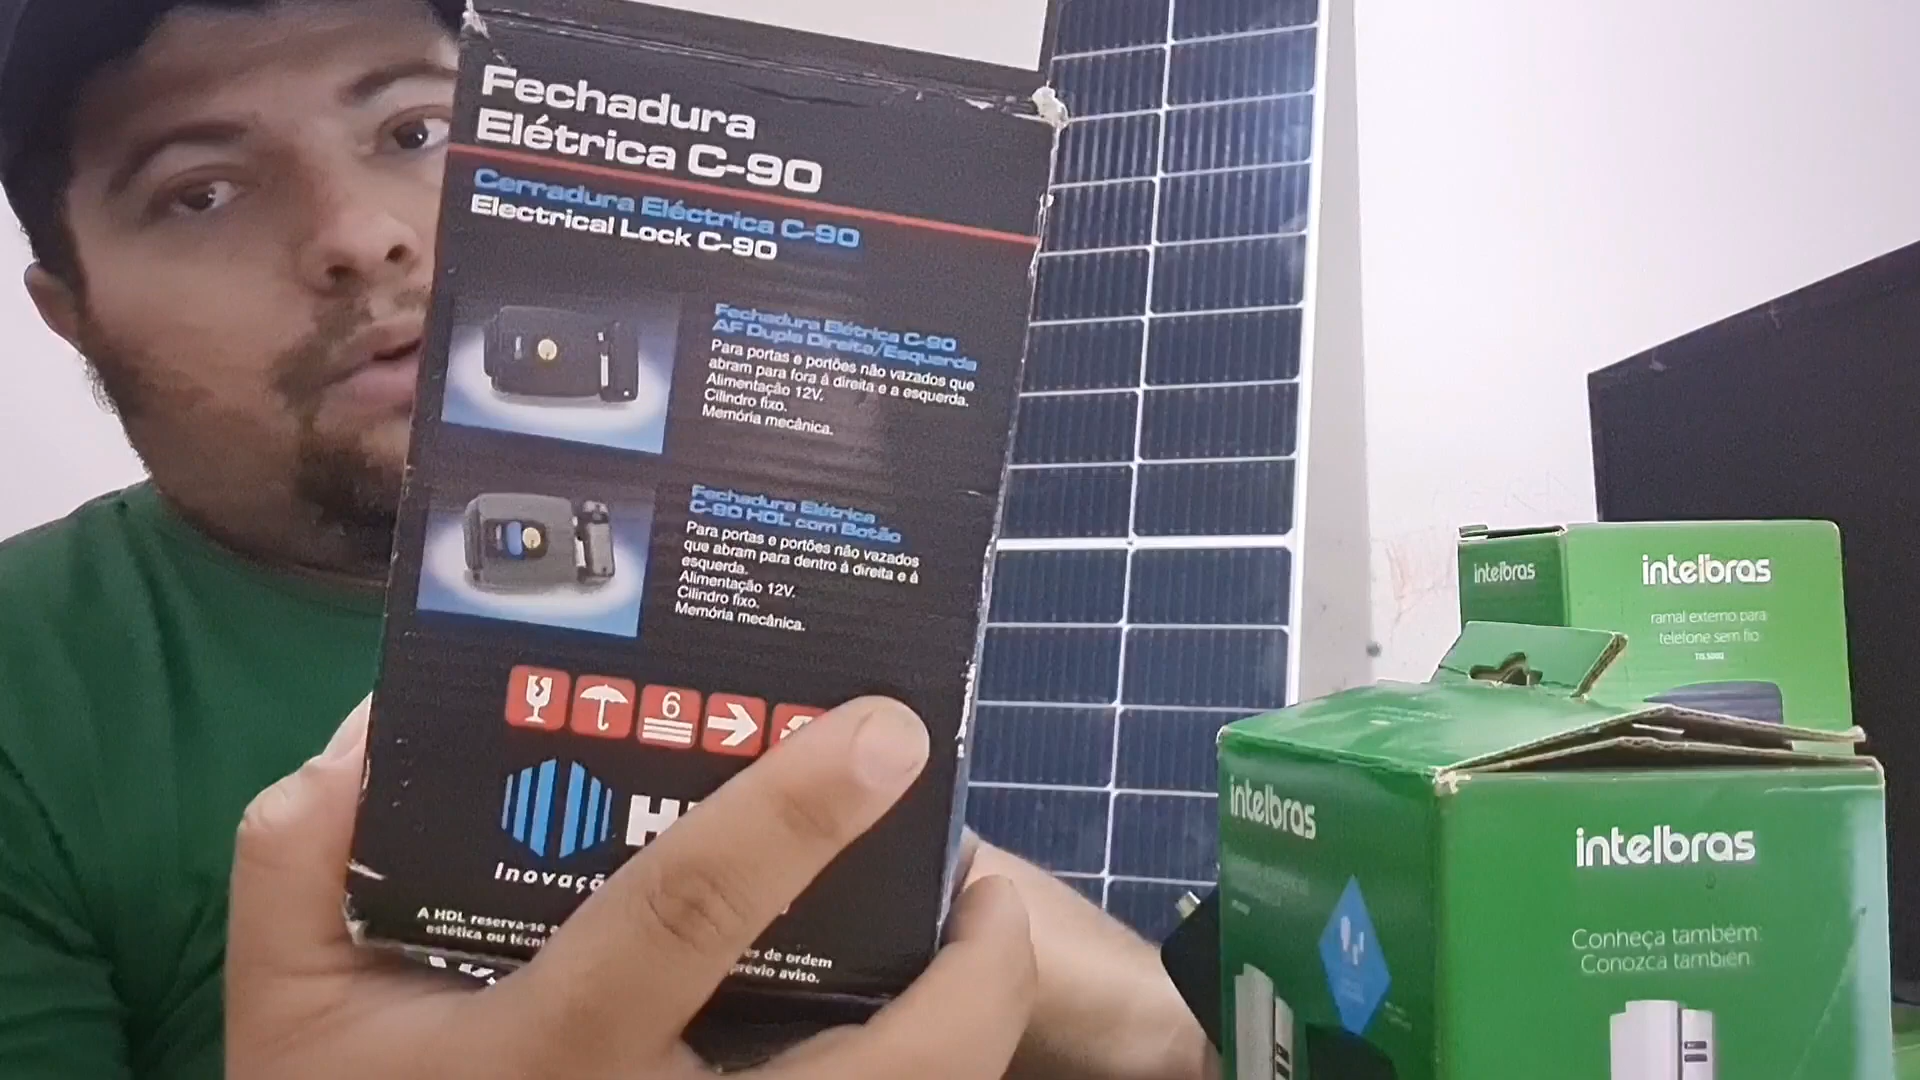 Fechadura
Elétrica C-90
Cerradura Eléctrica C-90
Electrical Lock C-90
Fechadura Elétrica C-90
AF Dupla Direita/Esquerda
Para portas e portões não vazados que
abram para fora à direita e a esquerda.
Alimentação 12V.
Cilindro fixo.
Memória mecânica.
Fechadura Elétrica
C-90 HDL com Botão
Para portas e portões não vazados
que abram para dentro à direita e à
esquerda.
Alimentação 12V.
Cilindro fixo.
Memória mecânica.
6
A HDL reserva-se
estética ou
de ordem
prévio aviso.
intelbras
intelbras
ramal externo para
telefone sem fio
intelbras
intelbras
Conheça también:
Conozca también: